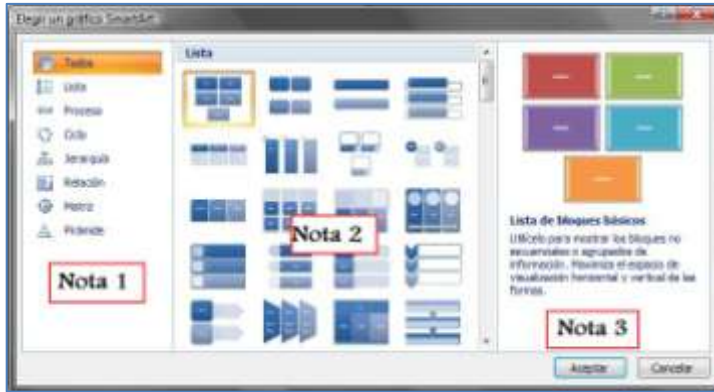 Elegir un gráfico SmartArt
Todos
Lista
Proceso
Ciclo
Jerarquía
Relación
Matriz
Pirámide
Nota 1
Lista
Nota 2
Lista de bloques básicos
Utilícelo para mostrar los bloques no
secuenciales o agrupados de
información. Maximiza el espacio de
visualización horizontal y vertical de las
formas.
Nota 3
Aceptar
Cancelar